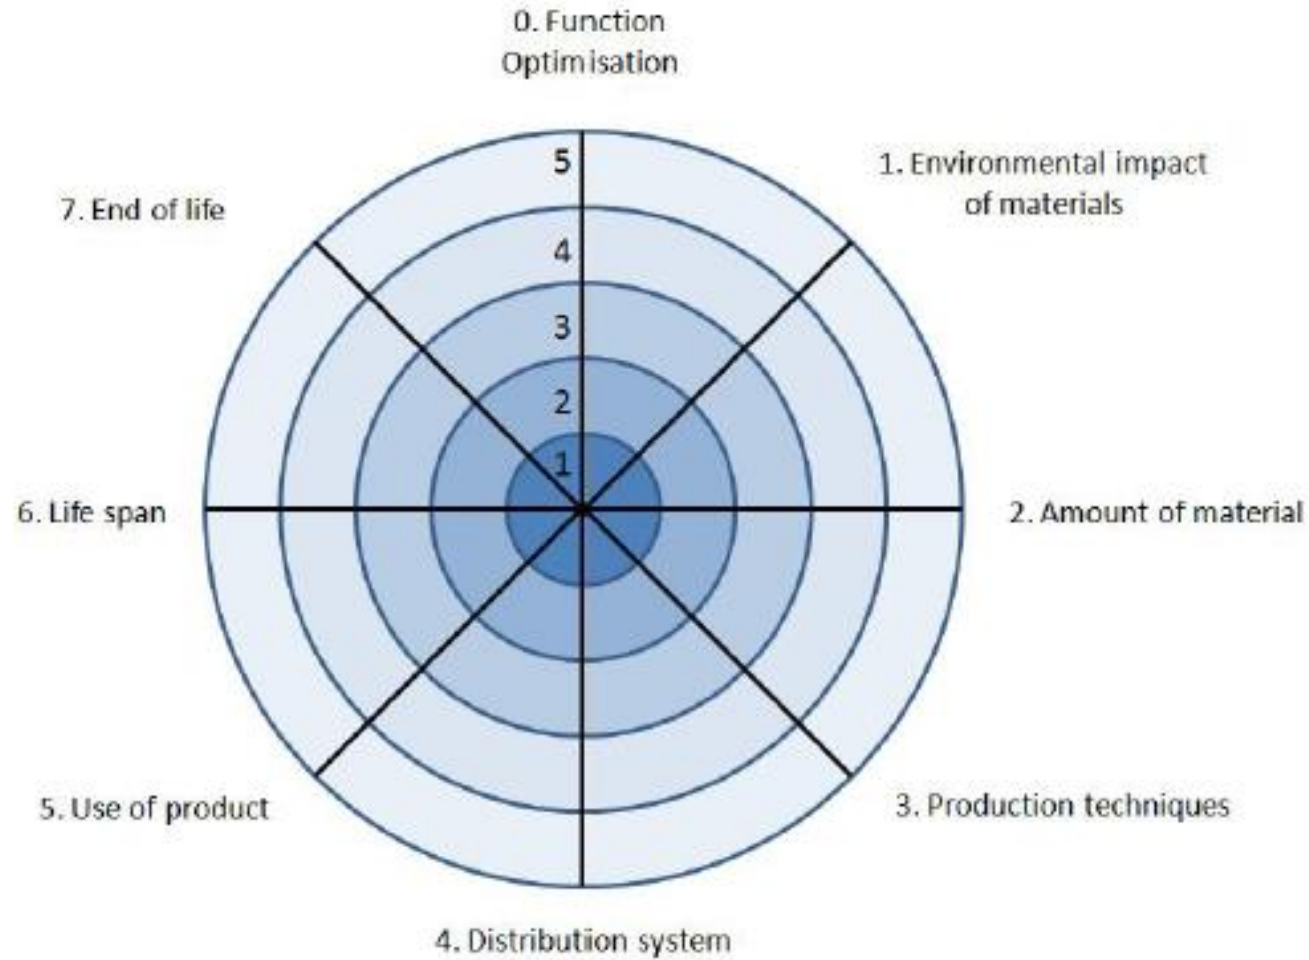 0. Function
Optimisation
1. Environmental impact
of materials
7. End of life
5
4
3
2
1
6. Life span
2. Amount of material
5. Use of product
3. Production techniques
4. Distribution system